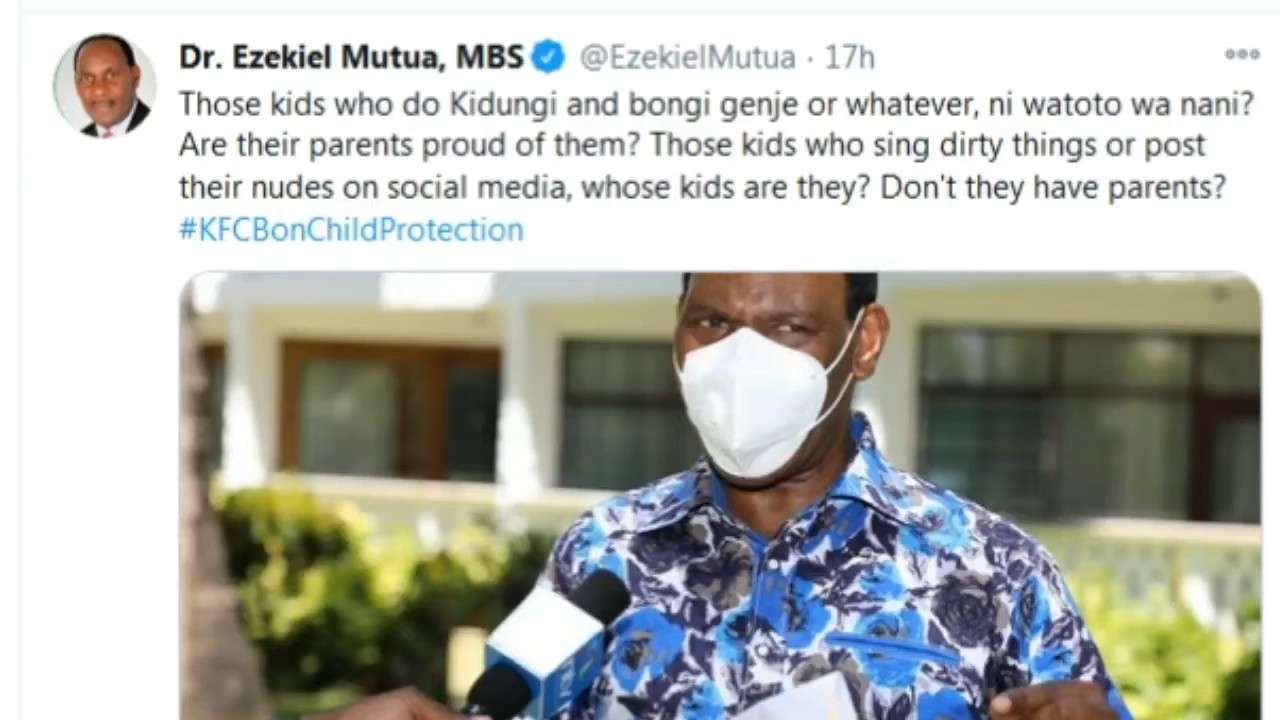 Dr. Ezekiel Mutua, MBS @EzekielMutua · 17h
Those kids who do Kidungi and bongi genje or whatever, ni watoto wa nani?
Are their parents proud of them? Those kids who sing dirty things or post
their nudes on social media, whose kids are they? Don't they have parents?
#KFCBonChildProtection